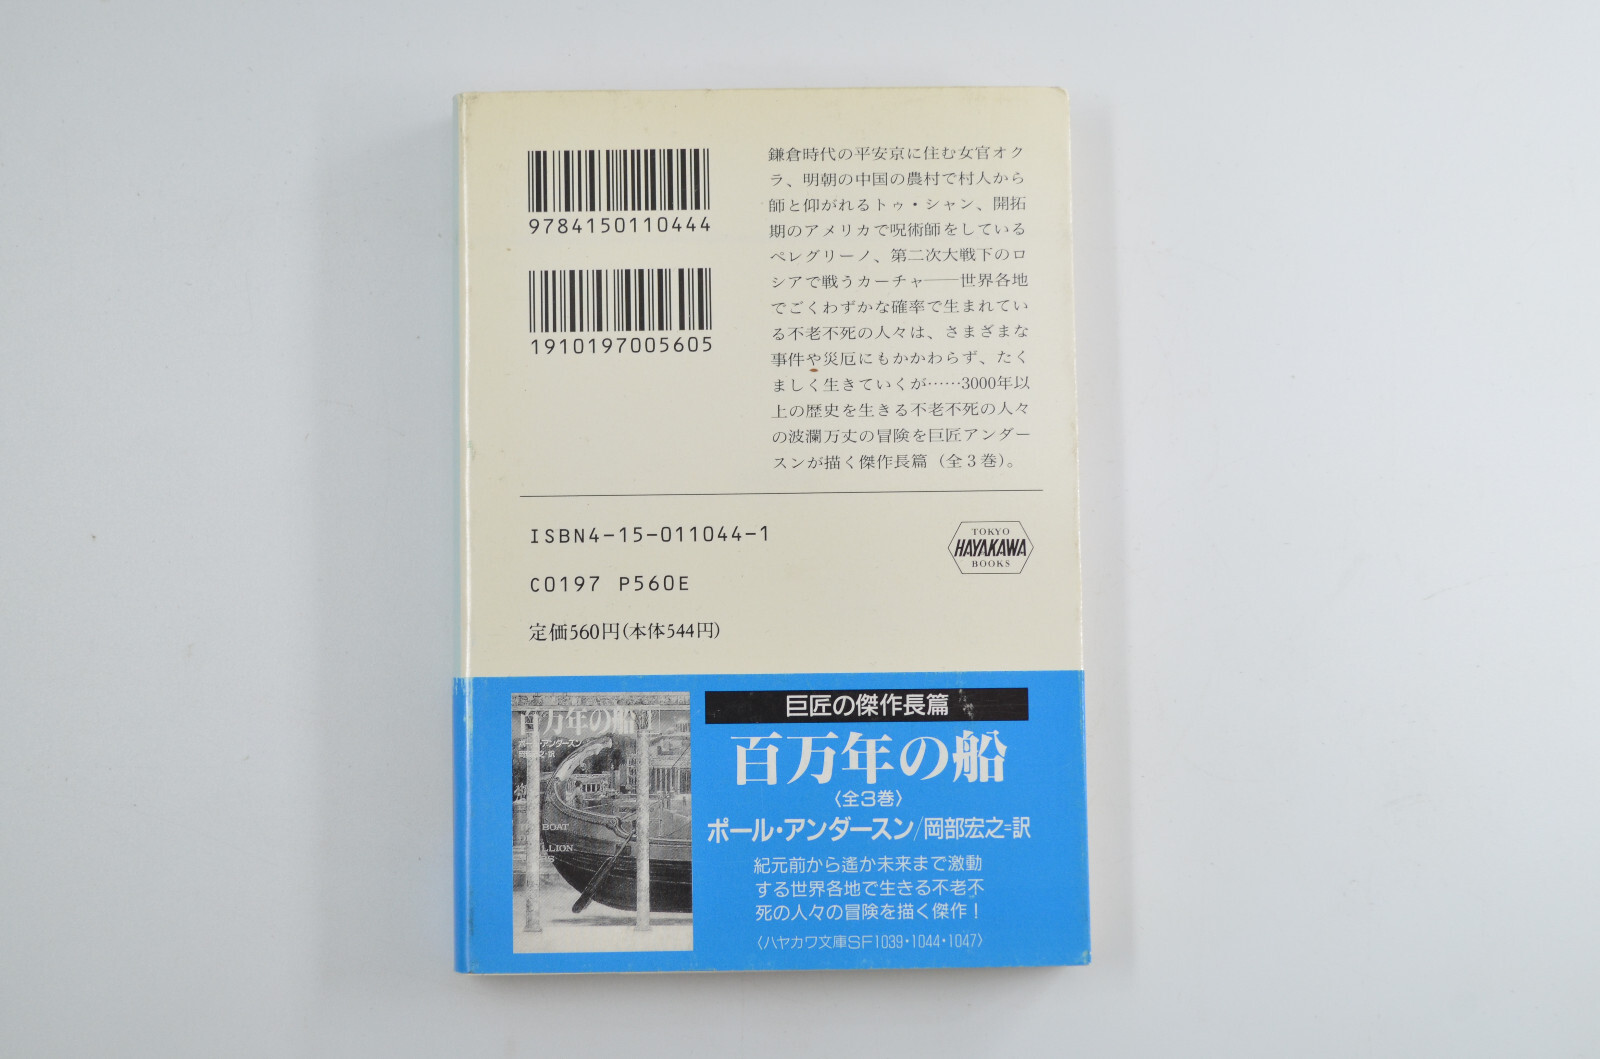 9784150110444
1910197005605
鎌倉時代の平安京に住む女官オク
ラ、明朝の中国の農村で村人から
師と仰がれるトゥ・シャン、開拓
期のアメリカで呪術師をしている
ペレグリーノ、第二次大戦下のロ
シアで戦うカーチャ──世界各地
でごくわずかな確率で生まれてい
る不老不死の人々は、さまざまな
事件や災厄にもかかわらず、たく
ましく生きていくが……3000年以
上の歴史を生きる不老不死の人々
の波瀾万丈の冒険を巨匠アンダー
スンが描く傑作長篇（全３巻）。
ISBN4-15-011044-1
C0197 P560E
定価560円(本体544円)
TOKYO
HAYAKAWA
BOOKS
百万年の船
ポール・アンダースン
BOAT
巨匠の傑作長篇
百万年の船
〈全3巻〉
ポール・アンダースン/岡部宏之=訳
紀元前から遙か未来まで激動
する世界各地で生きる不老不
死の人々の冒険を描く傑作！
〈ハヤカワ文庫SF1039・1044・1047〉